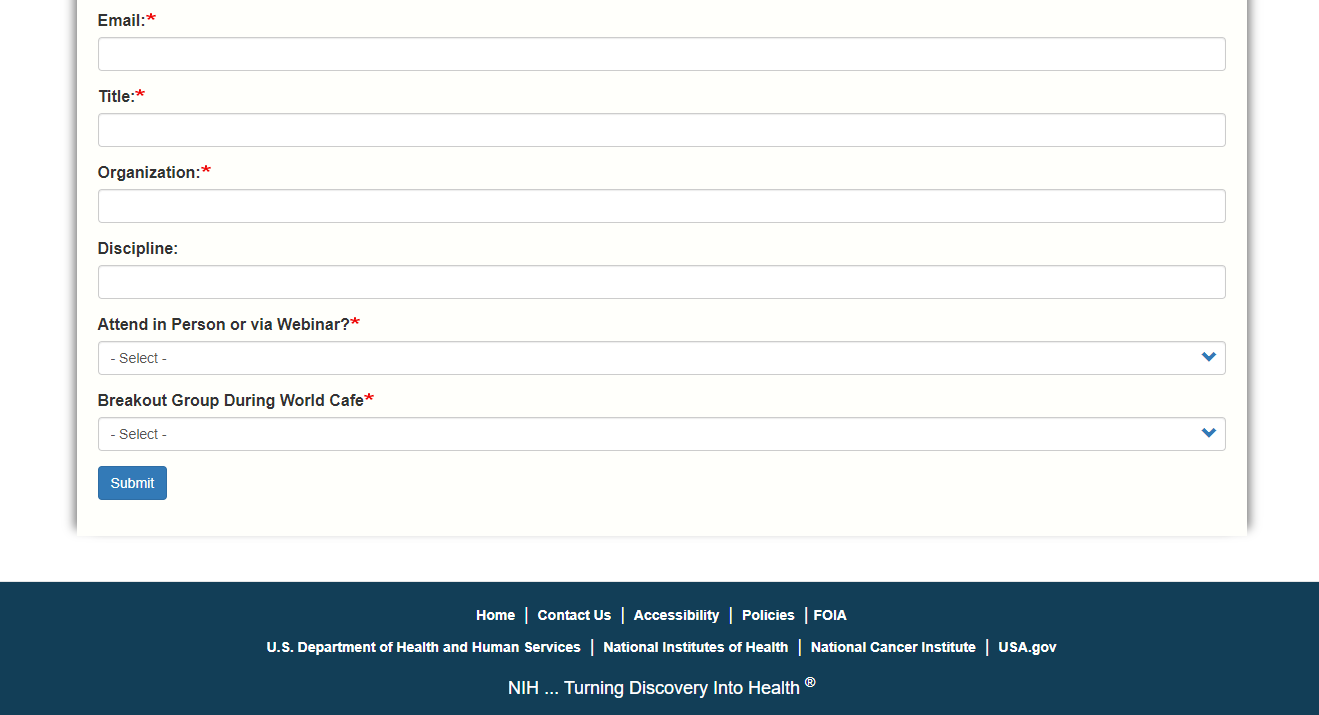 Email:*
Title:*
Organization:*
Discipline:
Attend in Person or via Webinar?*
- Select -
Breakout Group During World Cafe*
- Select -
Submit
Home | Contact Us | Accessibility | Policies | FOIA
U.S. Department of Health and Human Services | National Institutes of Health | National Cancer Institute | USA.gov
NIH ... Turning Discovery Into Health ®